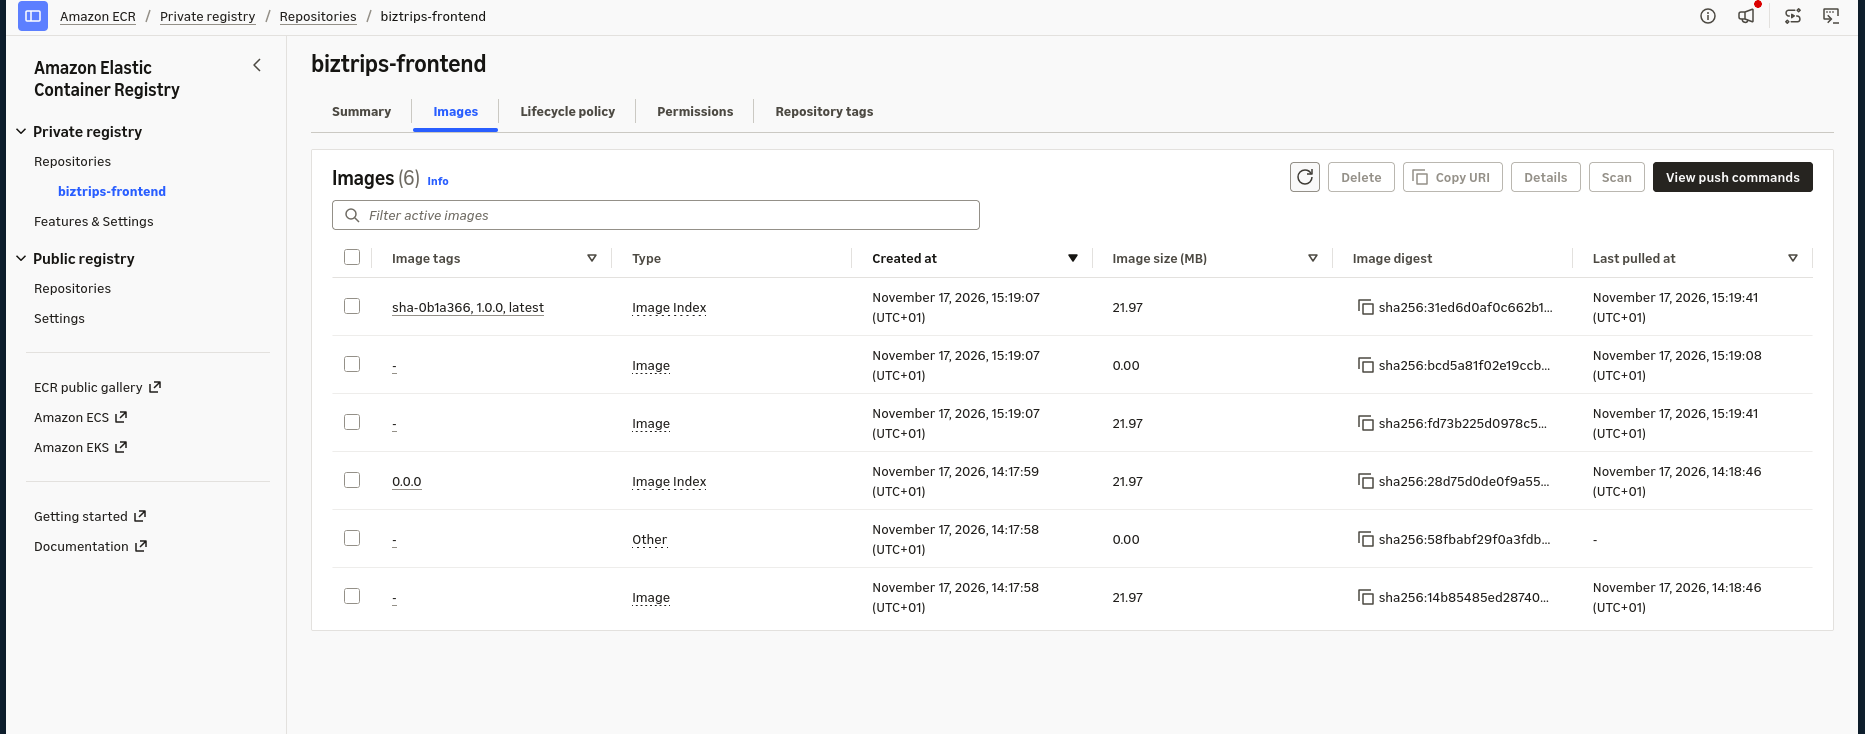 Amazon ECR / Private registry / Repositories / biztrips-frontend
Amazon Elastic
Container Registry
Private registry
Repositories
biztrips-frontend
Features & Settings
Public registry
Repositories
Settings
ECR public gallery
Amazon ECS
Amazon EKS
Getting started
Documentation
biztrips-frontend
Summary Images Lifecycle policy Permissions Repository tags
Images (6) Info
Delete Copy URI Details Scan View push commands
Filter active images
Image tags Type Created at Image size (MB) Image digest Last pulled at
sha-0b1a366, 1.0.0, latest Image Index November 17, 2026, 15:19:07 (UTC+01) 21.97 sha256:31ed6d0af0c662b1... November 17, 2026, 15:19:41 (UTC+01)
- Image November 17, 2026, 15:19:07 (UTC+01) 0.00 sha256:bcd5a81f02e19ccb... November 17, 2026, 15:19:08 (UTC+01)
- Image November 17, 2026, 15:19:07 (UTC+01) 21.97 sha256:fd73b225d0978c5... November 17, 2026, 15:19:41 (UTC+01)
0.0.0 Image Index November 17, 2026, 14:17:59 (UTC+01) 21.97 sha256:28d75d0de0f9a55... November 17, 2026, 14:18:46 (UTC+01)
- Other November 17, 2026, 14:17:58 (UTC+01) 0.00 sha256:58fbabf29f0a3fdb... -
- Image November 17, 2026, 14:17:58 (UTC+01) 21.97 sha256:14b85485ed28740... November 17, 2026, 14:18:46 (UTC+01)